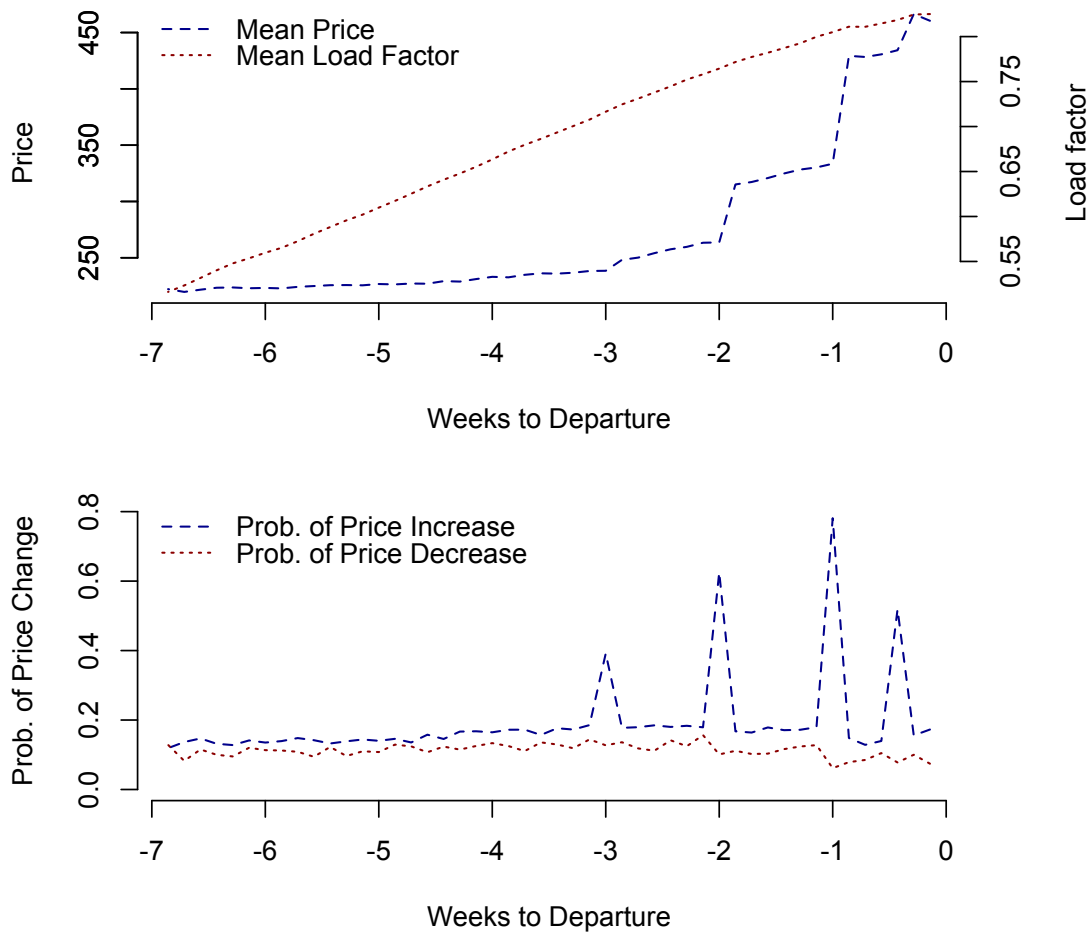 Mean Price
Mean Load Factor
Price
450
350
250
0.75
0.65
0.55
Load factor
-7 -6 -5 -4 -3 -2 -1 0
Weeks to Departure
Prob. of Price Increase
Prob. of Price Decrease
Prob. of Price Change
0.8
0.6
0.4
0.2
0.0
-7 -6 -5 -4 -3 -2 -1 0
Weeks to Departure